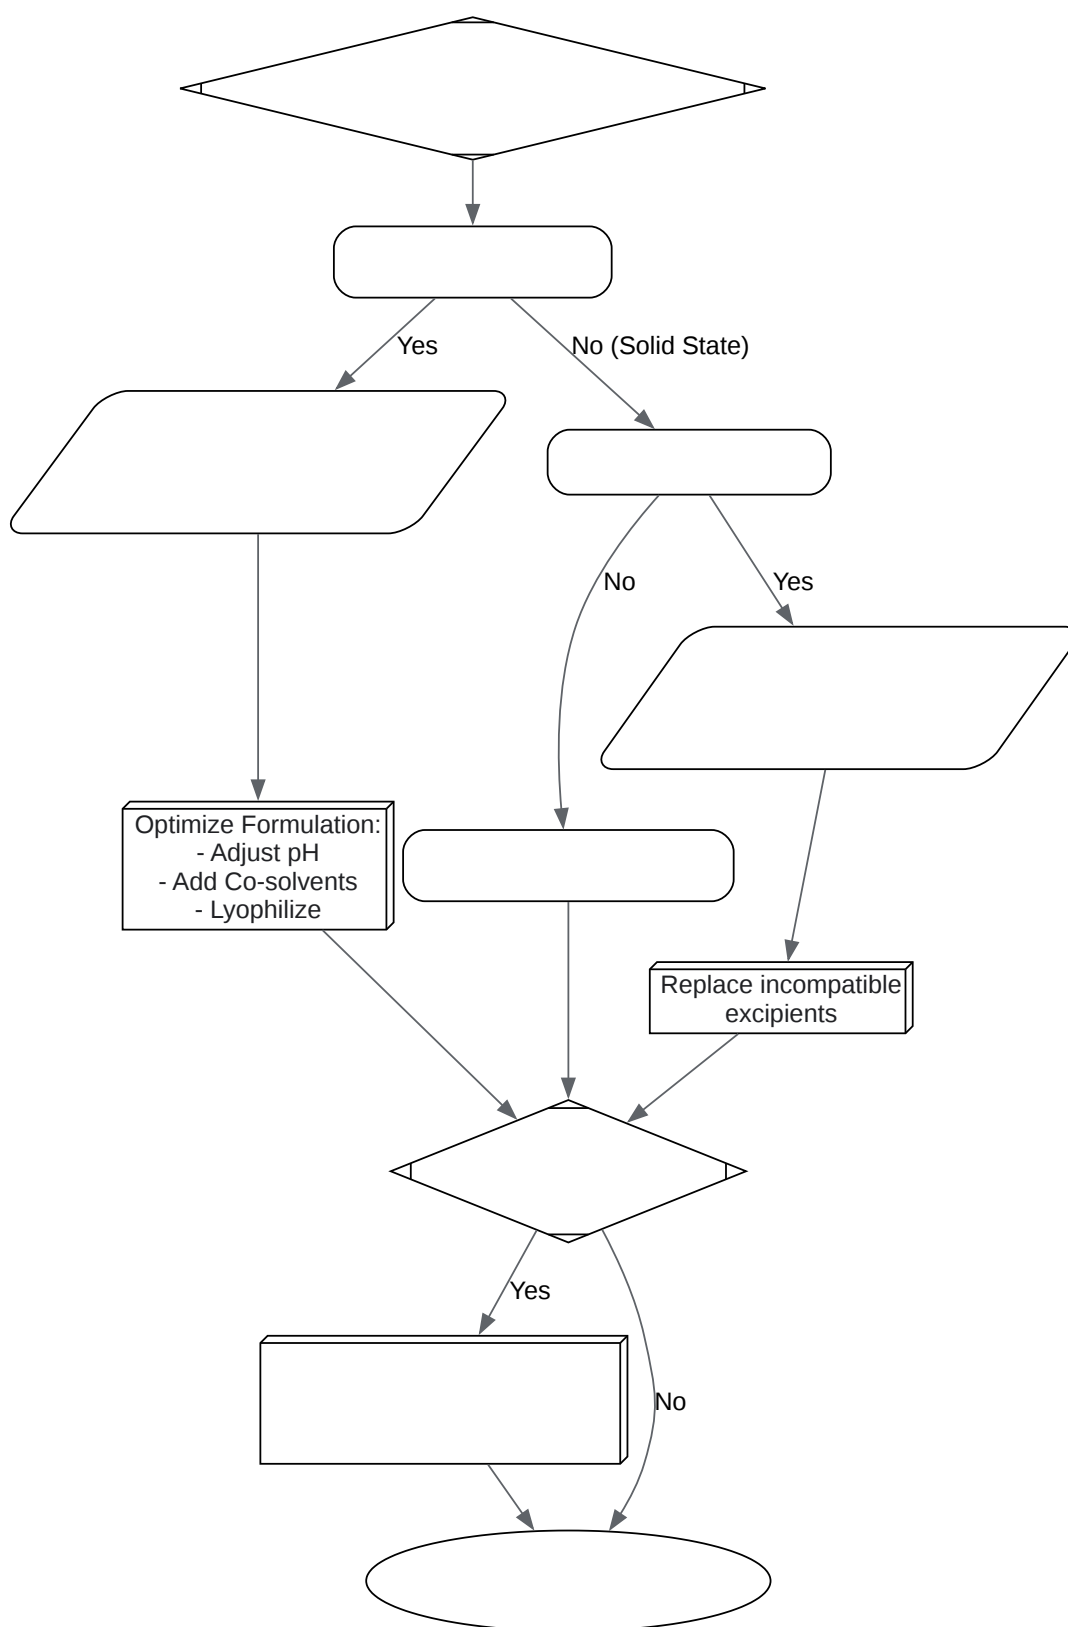 Yes
No (Solid State)
No
Yes
Optimize Formulation:
- Adjust pH
- Add Co-solvents
- Lyophilize
Replace incompatible
excipients
Yes
No